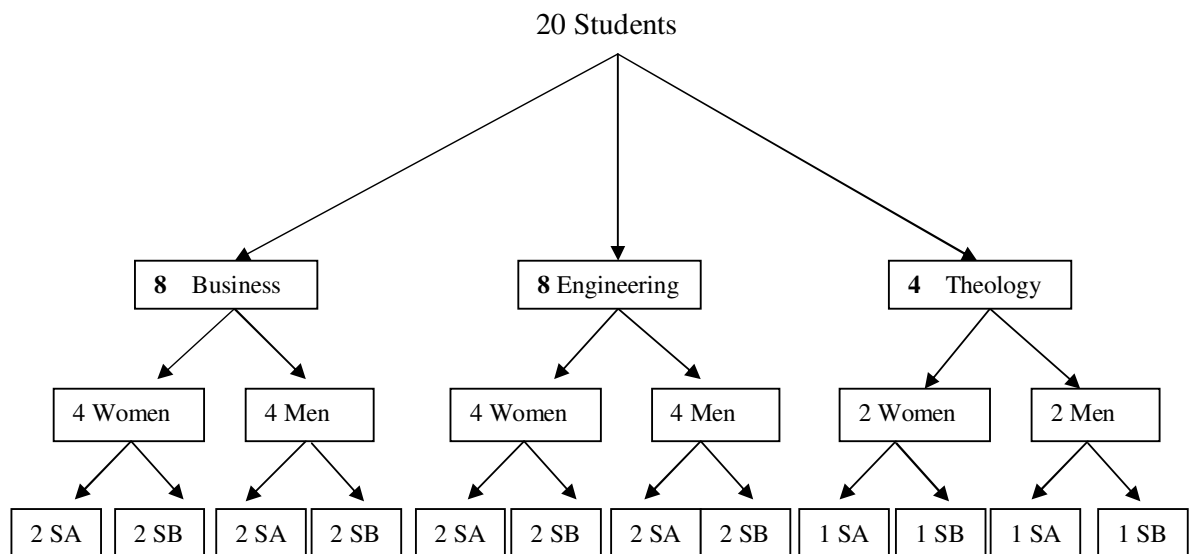 20 Students
8 Business 8 Engineering 4 Theology
4 Women 4 Men 4 Women 4 Men 2 Women 2 Men
2 SA 2 SB 2 SA 2 SB 2 SA 2 SB 2 SA 2 SB 1 SA 1 SB 1 SA 1 SB